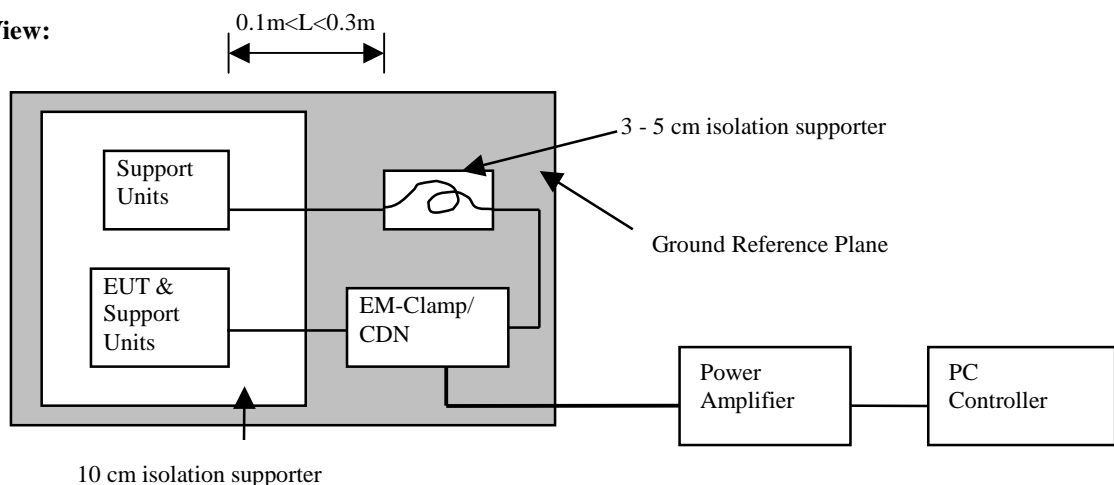 View:
0.1m<L<0.3m
3 - 5 cm isolation supporter
Support
Units
Ground Reference Plane
EUT &
Support
Units
EM-Clamp/
CDN
Power
Amplifier
PC
Controller
10 cm isolation supporter